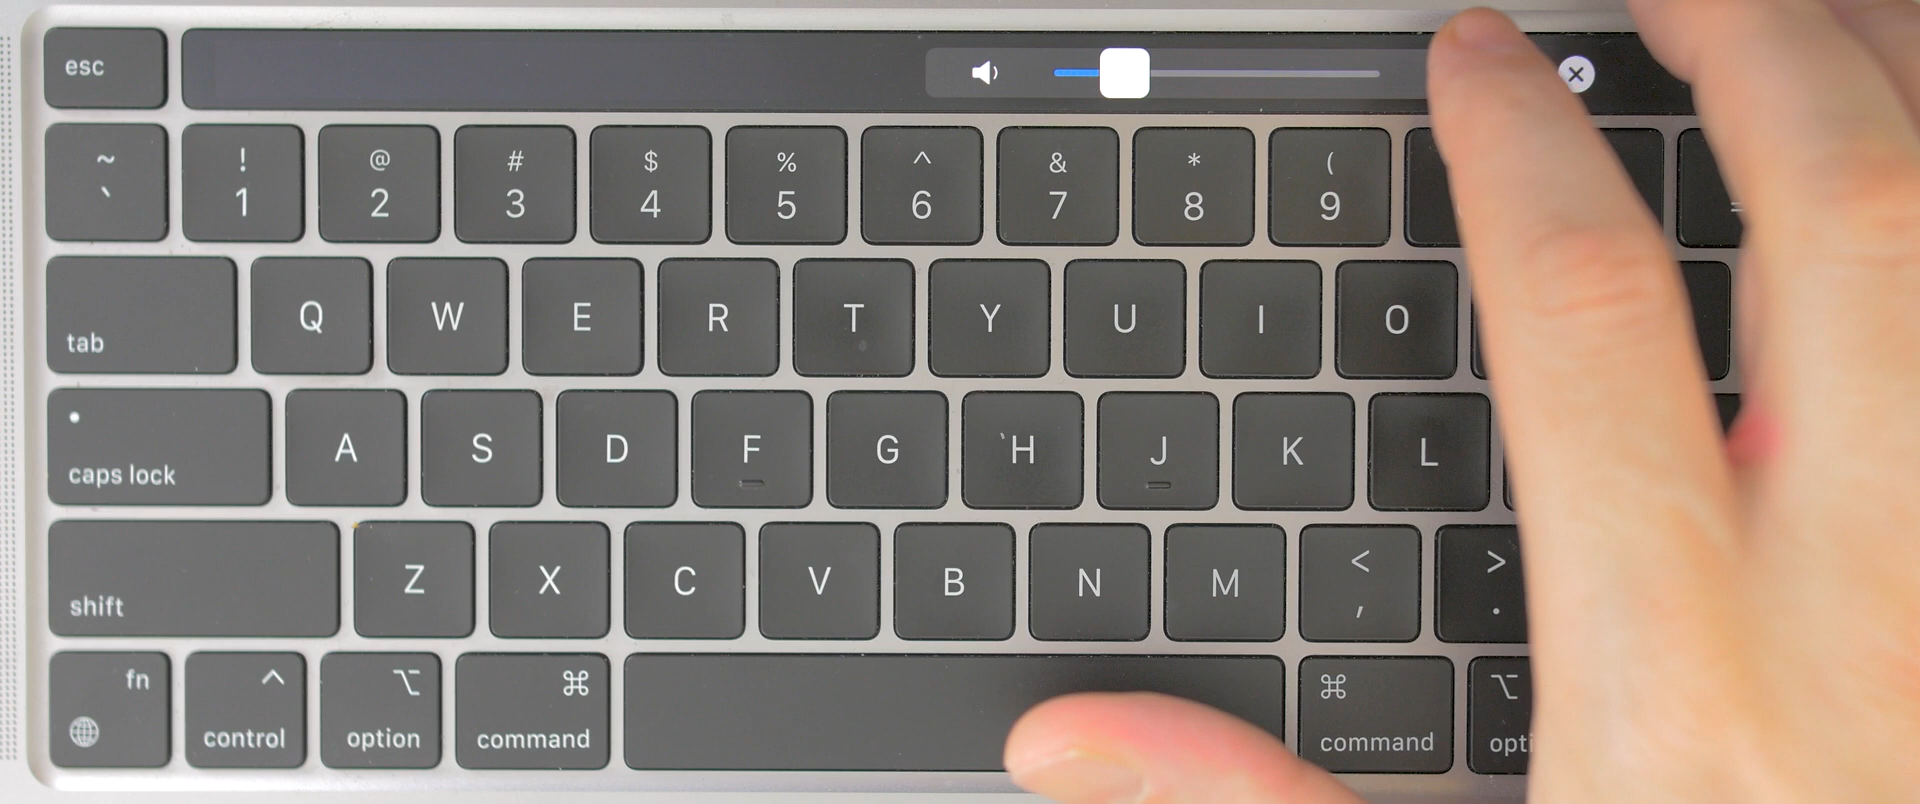 esc
~ ! @ # $ % ^ & * (
` 1 2 3 4 5 6 7 8 9
tab Q W E R T Y U I O
caps lock A S D F G H J K L
shift Z X C V B N M < ,  > .
fn ^ ⌥ ⌘ ⌘ ⌥
control option command command